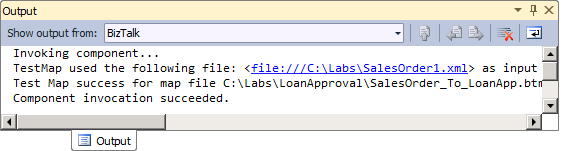 Output
Show output from: BizTalk
Invoking component...
TestMap used the following file: <file:///C:\Labs\SalesOrder1.xml> as input
Test Map success for map file C:\Labs\LoanApproval\SalesOrder_To_LoanApp.btm
Component invocation succeeded.
Output